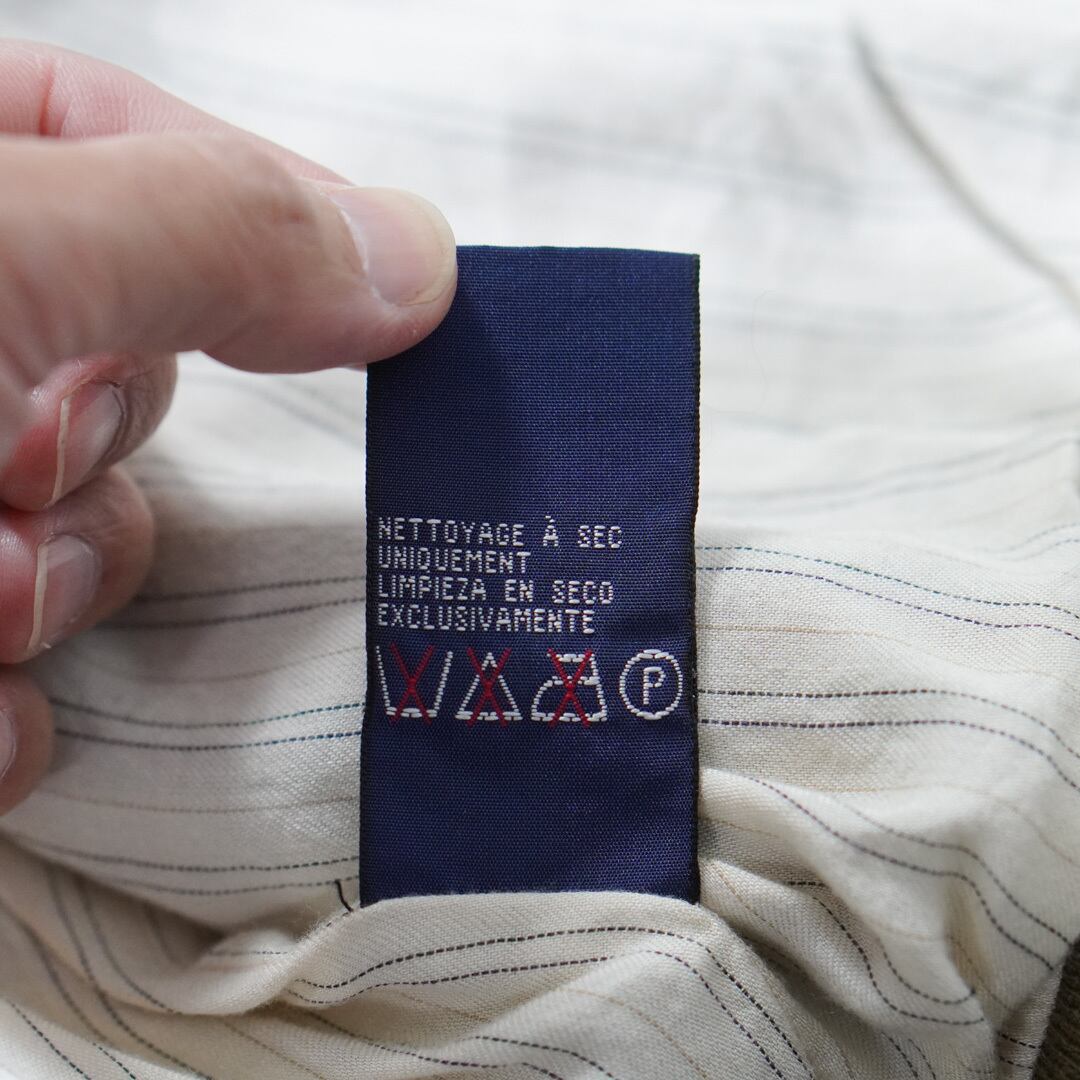 NETTOYAGE À SEC
UNIQUEMENT
LIMPIEZA EN SECO
EXCLUSIVAMENTE
P